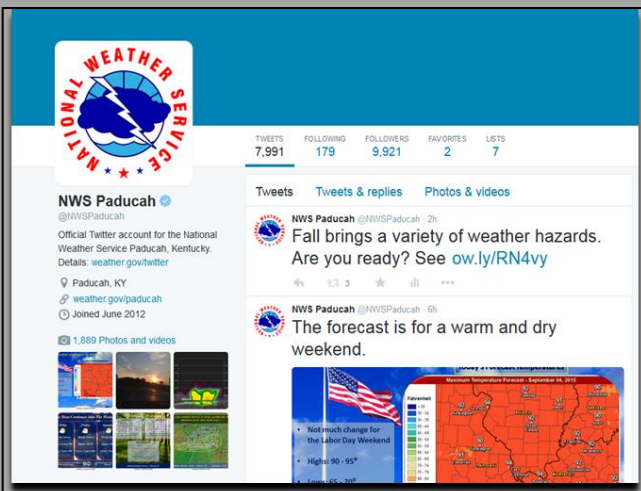 NATIONAL WEATHER SERVICE
TWEETS FOLLOWING FOLLOWERS FAVORITES LISTS
7,991 179 9,921 2 7
NWS Paducah
@NWSPaducah
Official Twitter account for the National
Weather Service Paducah, Kentucky.
Details: weather.gov/twitter
Paducah, KY
weather.gov/paducah
Joined June 2012
1,889 Photos and videos
Tweets Tweets & replies Photos & videos
NWS Paducah @NWSPaducah · 2h
Fall brings a variety of weather hazards.
Are you ready? See ow.ly/RN4vy
3
NWS Paducah @NWSPaducah · 6h
The forecast is for a warm and dry
weekend.
Today's Forecast Temperatures
Maximum Temperature Forecast - September 04, 2015
Fahrenheit
• Not much change for
the Labor Day Weekend
• Highs: 90 - 95°
• Lows: 65 - 70°